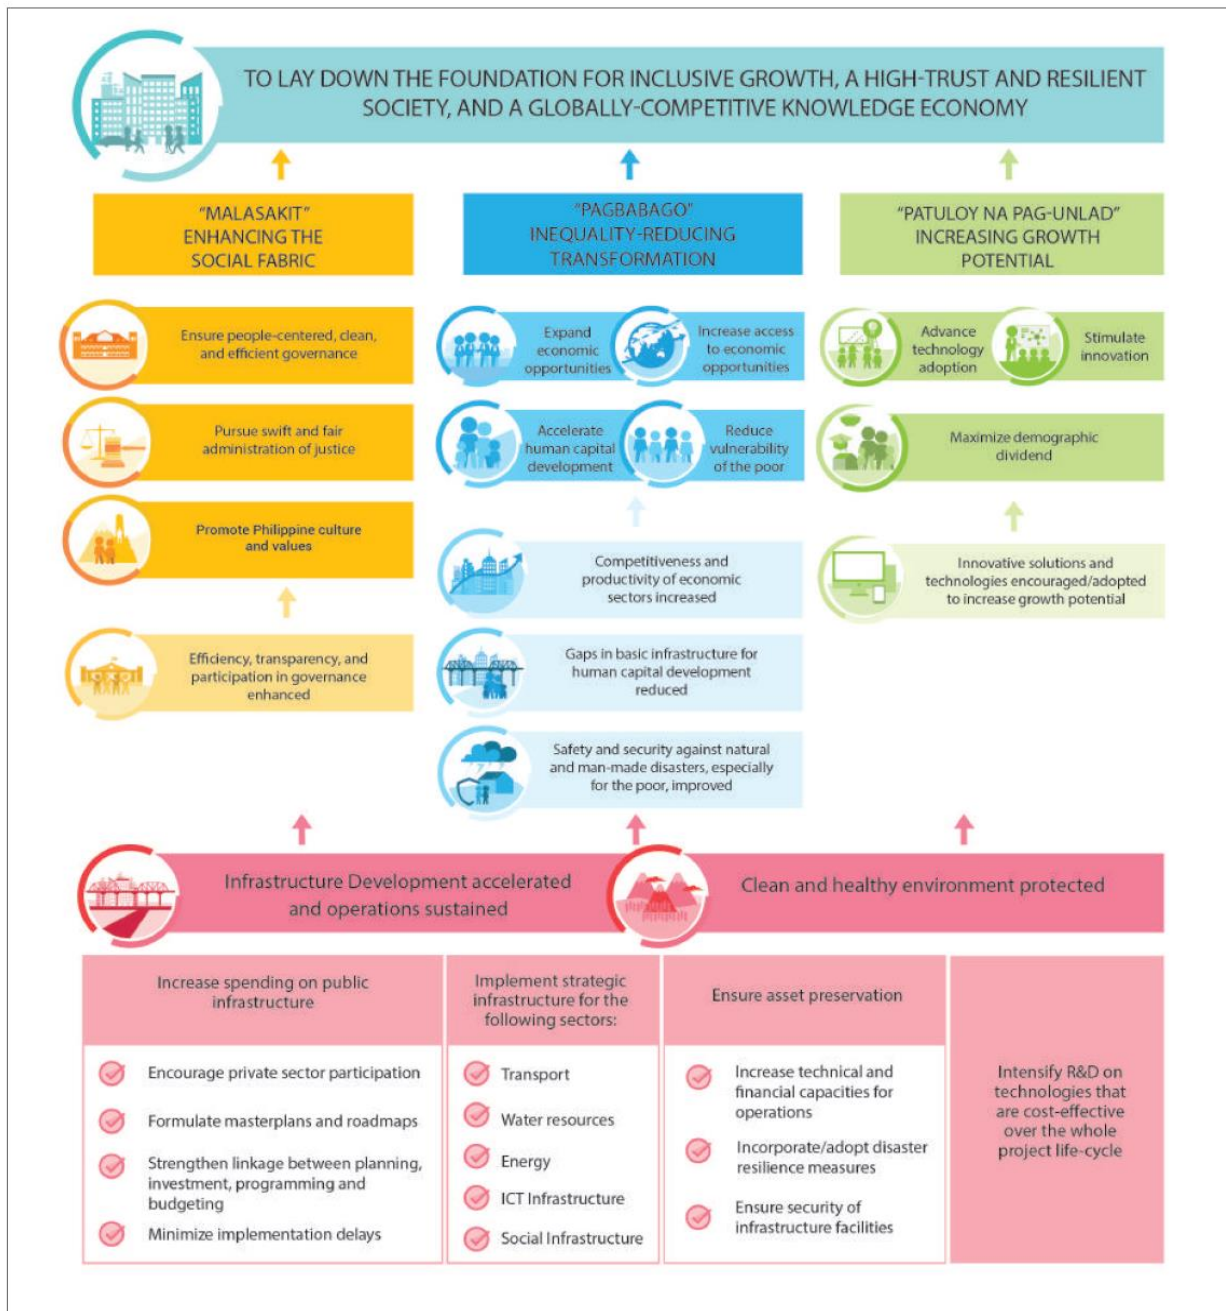 TO LAY DOWN THE FOUNDATION FOR INCLUSIVE GROWTH, A HIGH-TRUST AND RESILIENT
SOCIETY, AND A GLOBALLY-COMPETITIVE KNOWLEDGE ECONOMY
"MALASAKIT"
ENHANCING THE
SOCIAL FABRIC
"PAGBABAGO"
INEQUALITY-REDUCING
TRANSFORMATION
"PATULOY NA PAG-UNLAD"
INCREASING GROWTH
POTENTIAL
Ensure people-centered, clean,
and efficient governance
Pursue swift and fair
administration of justice
Promote Philippine culture
and values
Efficiency, transparency, and
participation in governance
enhanced
Expand
economic
opportunities
Increase access
to economic
opportunities
Accelerate
human capital
development
Reduce
vulnerability
of the poor
Competitiveness and
productivity of economic
sectors increased
Gaps in basic infrastructure for
human capital development
reduced
Safety and security against natural
and man-made disasters, especially
for the poor, improved
Advance
technology
adoption
Stimulate
innovation
Maximize demographic
dividend
Innovative solutions and
technologies encouraged/adopted
to increase growth potential
Infrastructure Development accelerated
and operations sustained
Clean and healthy environment protected
Increase spending on public
infrastructure
Encourage private sector participation
Formulate masterplans and roadmaps
Strengthen linkage between planning,
investment, programming and
budgeting
Minimize implementation delays
Implement strategic
infrastructure for the
following sectors:
Transport
Water resources
Energy
ICT Infrastructure
Social Infrastructure
Ensure asset preservation
Increase technical and
financial capacities for
operations
Incorporate/adopt disaster
resilience measures
Ensure security of
infrastructure facilities
Intensify R&D on
technologies that
are cost-effective
over the whole
project life-cycle